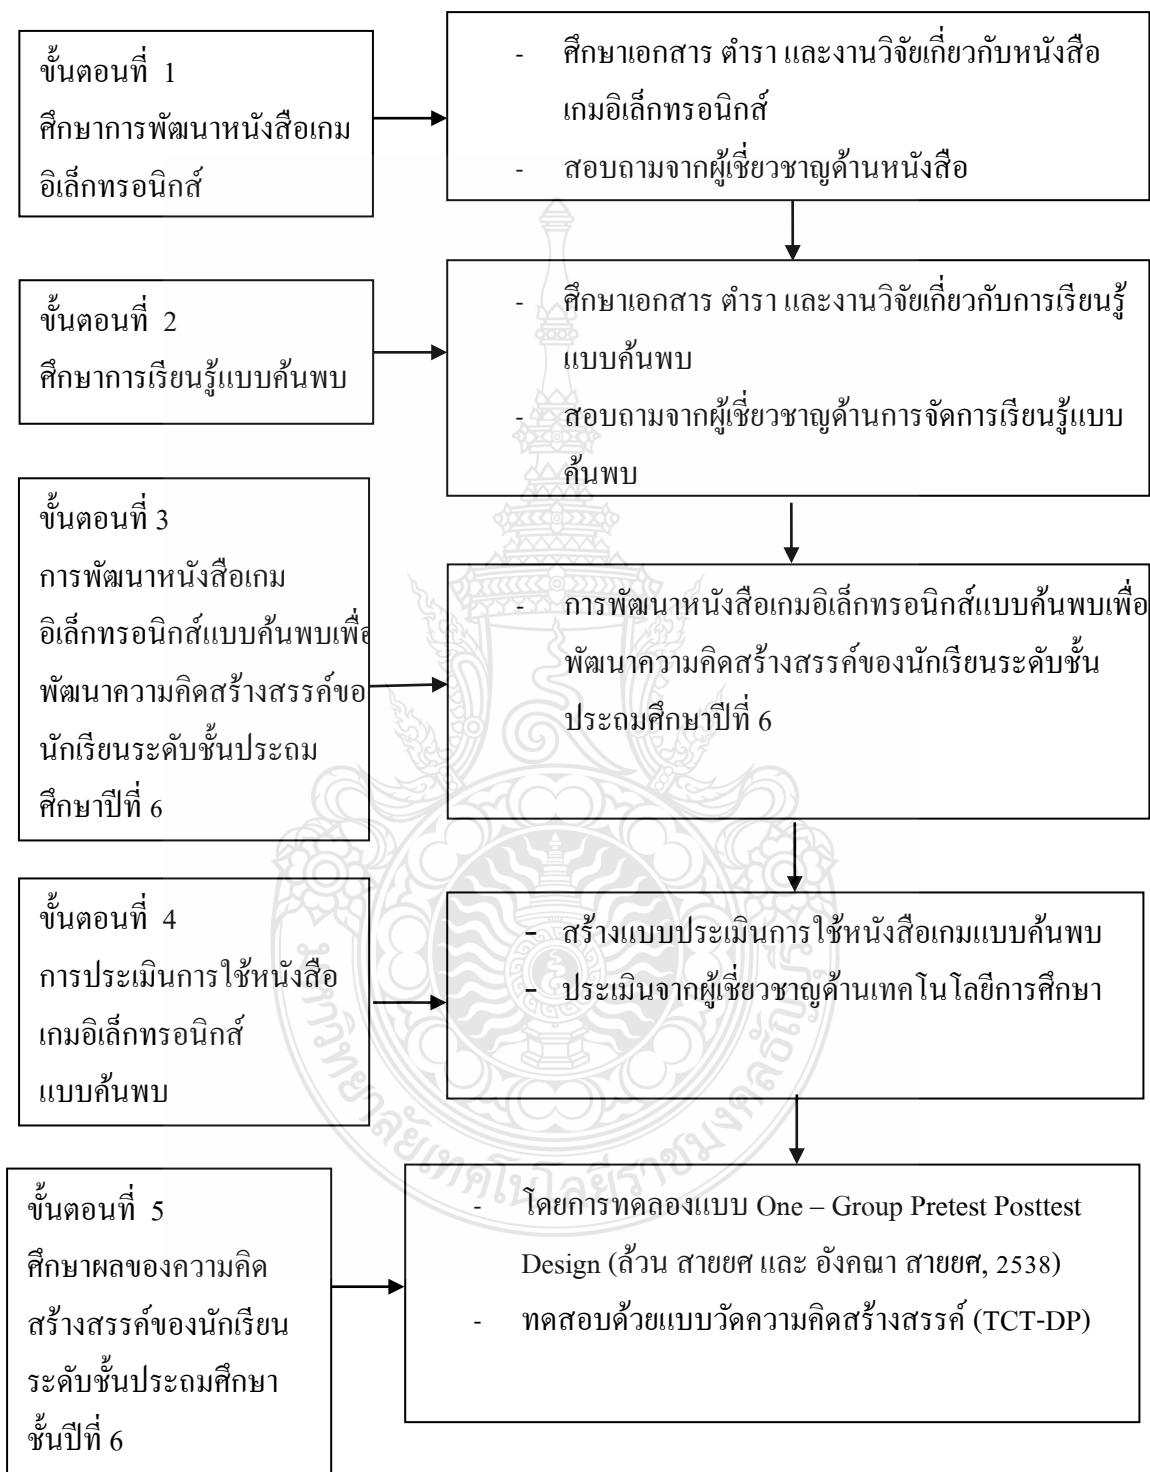 ขั้นตอนที่ 1
ศึกษาการพัฒนาหนังสือเกม
อิเล็กทรอนิกส์
- ศึกษาเอกสาร ตำรา และงานวิจัยเกี่ยวกับหนังสือ
เกมอิเล็กทรอนิกส์
- สอบถามจากผู้เชี่ยวชาญด้านหนังสือ
ขั้นตอนที่ 2
ศึกษาการเรียนรู้แบบค้นพบ
- ศึกษาเอกสาร ตำรา และงานวิจัยเกี่ยวกับการเรียนรู้
แบบค้นพบ
- สอบถามจากผู้เชี่ยวชาญด้านการจัดการเรียนรู้แบบ
ค้นพบ
ขั้นตอนที่ 3
การพัฒนาหนังสือเกม
อิเล็กทรอนิกส์แบบค้นพบเพื่อ
พัฒนาความคิดสร้างสรรค์ขอ
นักเรียนระดับชั้นประถม
ศึกษาปีที่ 6
- การพัฒนาหนังสือเกมอิเล็กทรอนิกส์แบบค้นพบเพื่อ
พัฒนาความคิดสร้างสรรค์ของนักเรียนระดับชั้น
ประถมศึกษาปีที่ 6
ขั้นตอนที่ 4
การประเมินการใช้หนังสือ
เกมอิเล็กทรอนิกส์
แบบค้นพบ
- สร้างแบบประเมินการใช้หนังสือเกมแบบค้นพบ
- ประเมินจากผู้เชี่ยวชาญด้านเทคโนโลยีการศึกษา
ขั้นตอนที่ 5
ศึกษาผลของความคิด
สร้างสรรค์ของนักเรียน
ระดับชั้นประถมศึกษา
ชั้นปีที่ 6
- โดยการทดลองแบบ One – Group Pretest Posttest
Design (ล้วน สายยศ และ อังคณา สายยศ, 2538)
- ทดสอบด้วยแบบวัดความคิดสร้างสรรค์ (TCT-DP)
มหาวิทยาลัยเทคโนโลยีราชมงคลธัญบุรี